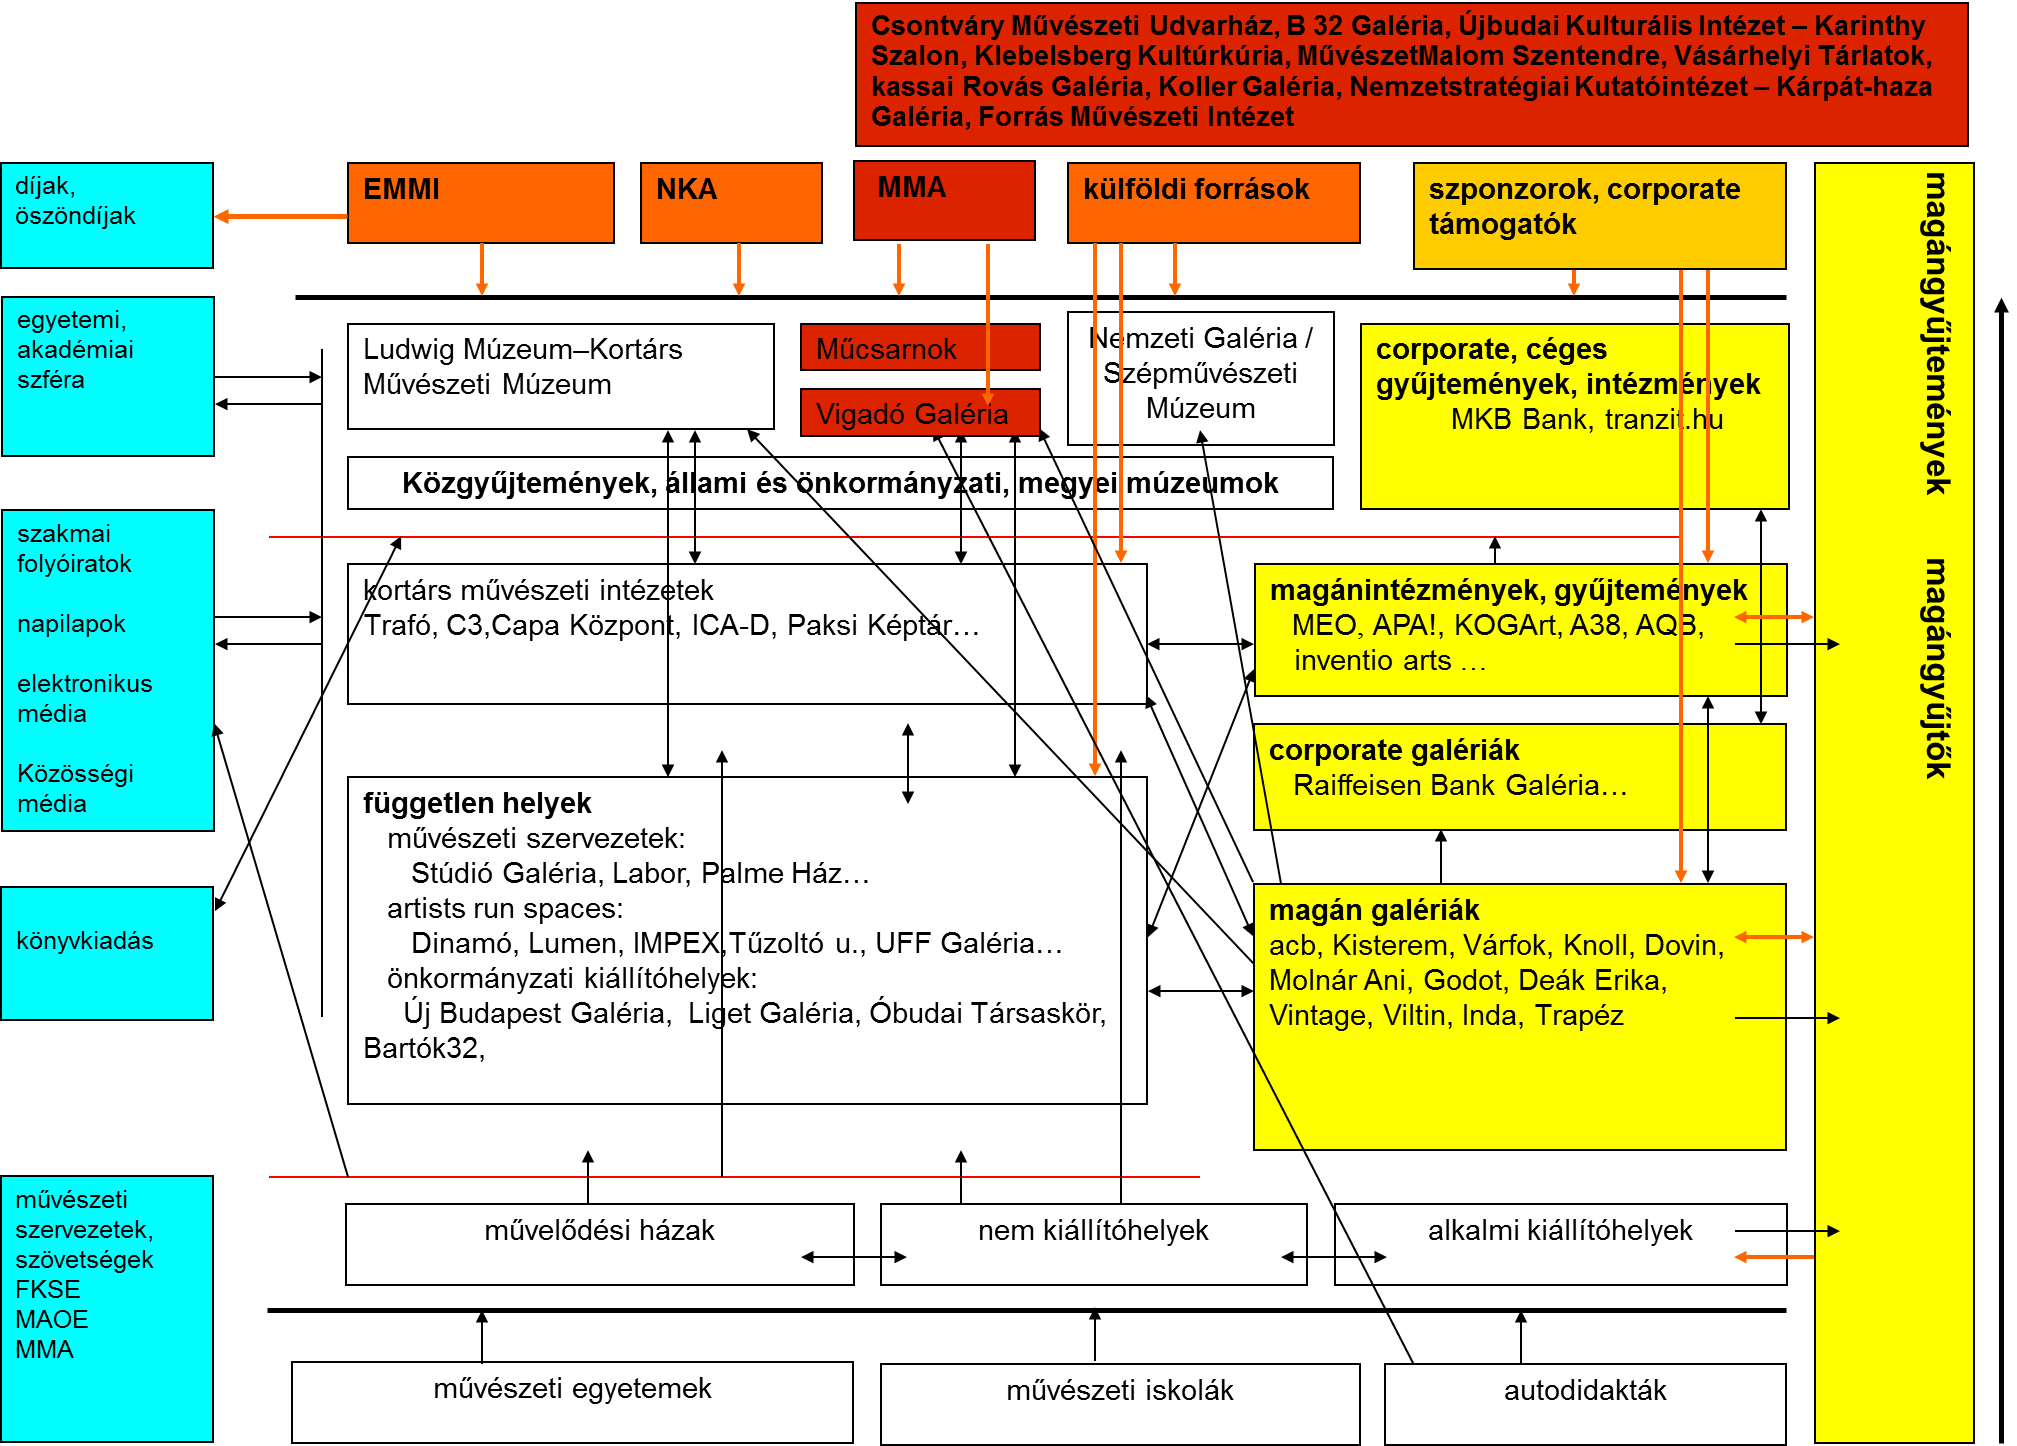 Csontváry Művészeti Udvarház, B 32 Galéria, Újbudai Kulturális Intézet – Karinthy
Szalon, Klebelsberg Kultúrkúria, MűvészetMalom Szentendre, Vásárhelyi Tárlatok,
kassai Rovás Galéria, Koller Galéria, Nemzetstratégiai Kutatóintézet – Kárpát-haza
Galéria, Forrás Művészeti Intézet
díjak,
öszöndíjak
EMMI
NKA
MMA
külföldi források
szponzorok, corporate
támogatók
magángyűjtemények magángyűjtők
egyetemi,
akadémiai
szféra
Ludwig Múzeum–Kortárs
Művészeti Múzeum
Műcsarnok
Vigadó Galéria
Nemzeti Galéria /
Szépművészeti
Múzeum
corporate, céges
gyűjtemények, intézmények
MKB Bank, tranzit.hu
Közgyűjtemények, állami és önkormányzati, megyei múzeumok
szakmai
folyóiratok
napilapok
elektronikus
média
Közösségi
média
kortárs művészeti intézetek
Trafó, C3,Capa Központ, ICA-D, Paksi Képtár…
magánintézmények, gyűjtemények
MEO, APA!, KOGArt, A38, AQB,
inventio arts …
corporate galériák
Raiffeisen Bank Galéria…
független helyek
művészeti szervezetek:
Stúdió Galéria, Labor, Palme Ház…
artists run spaces:
Dinamó, Lumen, IMPEX,Tűzoltó u., UFF Galéria…
önkormányzati kiállítóhelyek:
Új Budapest Galéria, Liget Galéria, Óbudai Társaskör,
Bartók32,
magán galériák
acb, Kisterem, Várfok, Knoll, Dovin,
Molnár Ani, Godot, Deák Erika,
Vintage, Viltin, Inda, Trapéz
könyvkiadás
művészeti
szervezetek,
szövetségek
FKSE
MAOE
MMA
művelődési házak
nem kiállítóhelyek
alkalmi kiállítóhelyek
művészeti egyetemek
művészeti iskolák
autodidakták